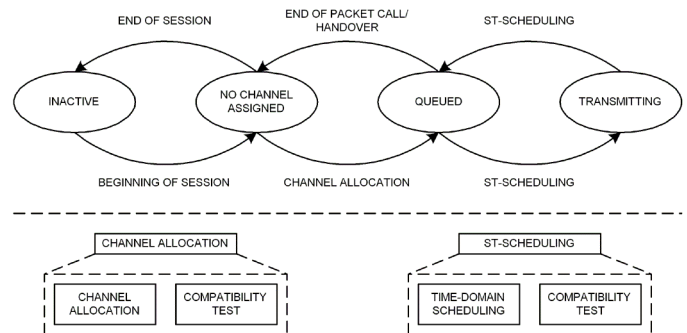 END OF SESSION
END OF PACKET CALL/
HANDOVER
ST-SCHEDULING
INACTIVE
NO CHANNEL
ASSIGNED
QUEUED
TRANSMITTING
BEGINNING OF SESSION
CHANNEL ALLOCATION
ST-SCHEDULING
CHANNEL ALLOCATION
ST-SCHEDULING
CHANNEL
ALLOCATION
COMPATIBILITY
TEST
TIME-DOMAIN
SCHEDULING
COMPATIBILITY
TEST